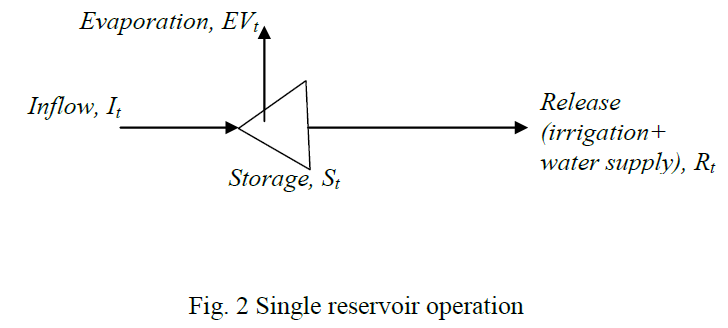 Evaporation, EVt
Inflow, It
Release
(irrigation+
water supply), Rt
Storage, St
Fig. 2 Single reservoir operation